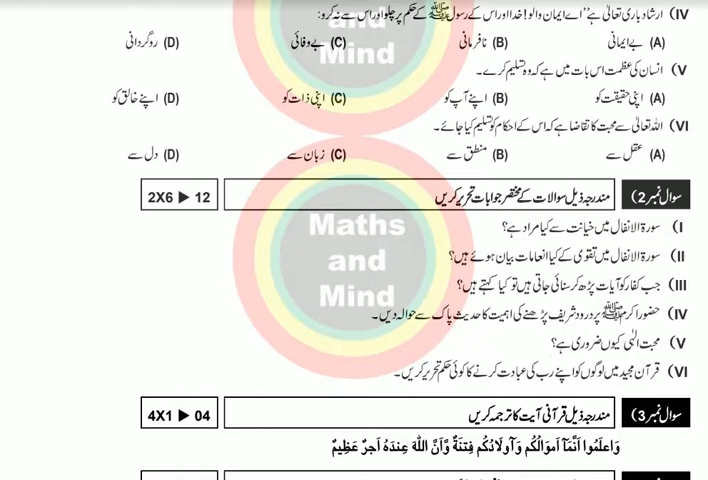 IV) ارشاد باری تعالیٰ ہے ”اے ایمان والو! خدا اور اس کے رسول ﷺ کے حکم پر چلو اور اس سے نہ کرو:
(A) بے ایمانی (B) نافرمانی (C) بے وفائی (D) روگردانی
V) انسان کی عظمت اس بات میں ہے کہ وہ تسلیم کرے۔
(A) اپنی حقیقت کو (B) اپنے آپ کو (C) اپنی ذات کو (D) اپنے خالق کو
VI) اللہ تعالیٰ سے محبت کا تقاضا ہے کہ اس کے احکام کو تسلیم کیا جائے۔
(A) عقل سے (B) منطق سے (C) زبان سے (D) دل سے
سوال نمبر 2) مندرجہ ذیل سوالات کے مختصر جوابات تحریر کریں 2X6 ▶ 12
I) سورۃ الانفال میں خیانت سے کیا مراد ہے؟
II) سورۃ الانفال میں تقویٰ کے کیا انعامات بیان ہوئے ہیں؟
III) جب کفار کو آیات پڑھ کر سنائی جاتی ہیں تو کیا کہتے ہیں؟
IV) حضور اکرم ﷺ پر درود شریف پڑھنے کی اہمیت کا حدیث پاک سے حوالہ دیں۔
V) محبت الٰہی کیوں ضروری ہے؟
VI) قرآن مجید میں لوگوں کو اپنے رب کی عبادت کرنے کا کوئی حکم تحریر کریں۔
سوال نمبر 3) مندرجہ ذیل قرآنی آیت کا ترجمہ کریں 4X1 ▶ 04
وَاعلَمُوا اَنَّمَآ اَموَالُكُم وَاَولَادُكُم فِتنَةٌ وَّاَنَّ اللّٰهَ عِندَهُ اَجرٌ عَظِيمٌ
and
Mind
Maths
and
Mind